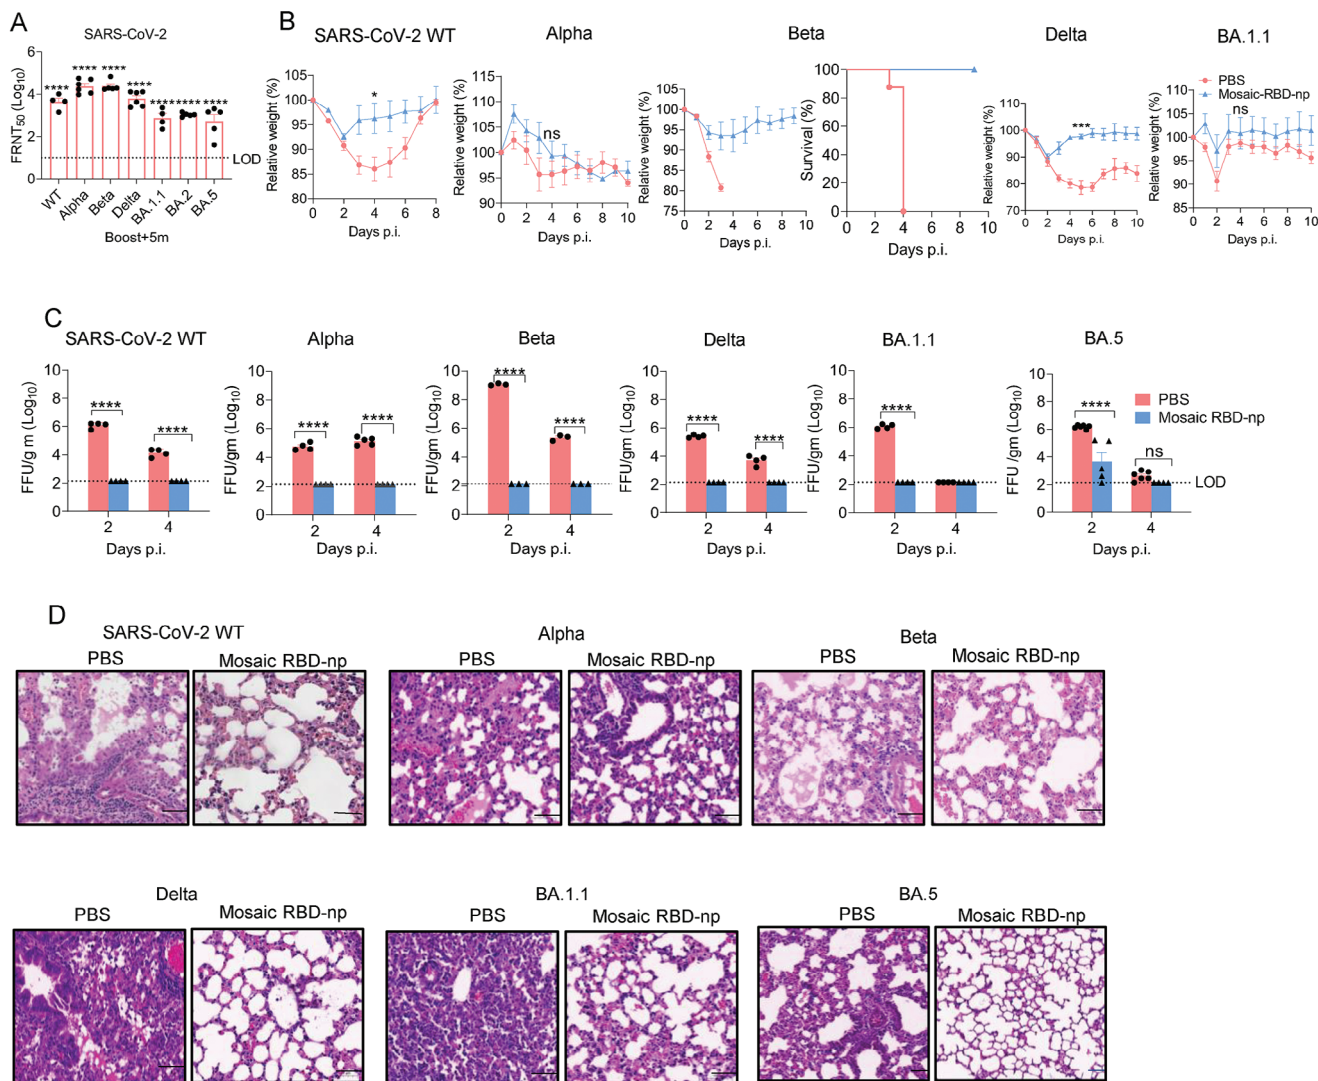 A
SARS-CoV-2
FRNT50 (Log10)
6
4
2
0
****
****
****
****
****
****
****
LOD
WT
Alpha
Beta
Delta
BA.1.1
BA.2
BA.5
Boost+5m
B
SARS-CoV-2 WT
Relative weight (%)
105
100
95
90
85
80
75
*
0 2 4 6 8
Days p.i.
Alpha
Relative weight (%)
115
110
105
100
95
90
ns
0 2 4 6 8 10
Days p.i.
Beta
Relative weight (%)
105
100
95
90
85
80
75
0 2 4 6 8 10
Days p.i.
Survival (%)
100
80
60
40
20
0
0 2 4 6 8 10
Days p.i.
Delta
Relative weight (%)
110
100
90
80
70
***
0 2 4 6 8 10
Days p.i.
BA.1.1
PBS
Mosaic-RBD-np
Relative weight (%)
110
105
100
95
90
85
ns
0 2 4 6 8 10
Days p.i.
C
SARS-CoV-2 WT
FFU/gm (Log10)
10
8
6
4
2
0
****
****
2 4
Days p.i.
Alpha
FFU/gm (Log10)
10
8
6
4
2
0
****
****
2 4
Days p.i.
Beta
FFU/gm (Log10)
10
8
6
4
2
0
****
****
2 4
Days p.i.
Delta
FFU/gm (Log10)
10
8
6
4
2
0
****
****
2 4
Days p.i.
BA.1.1
FFU/gm (Log10)
10
8
6
4
2
0
****
2 4
Days p.i.
BA.5
FFU /gm (Log10)
10
8
6
4
2
0
****
ns
LOD
2 4
Days p.i.
PBS
Mosaic RBD-np
D
SARS-CoV-2 WT
PBS Mosaic RBD-np
Alpha
PBS Mosaic RBD-np
Beta
PBS Mosaic RBD-np
Delta
PBS Mosaic RBD-np
BA.1.1
PBS Mosaic RBD-np
BA.5
PBS Mosaic RBD-np